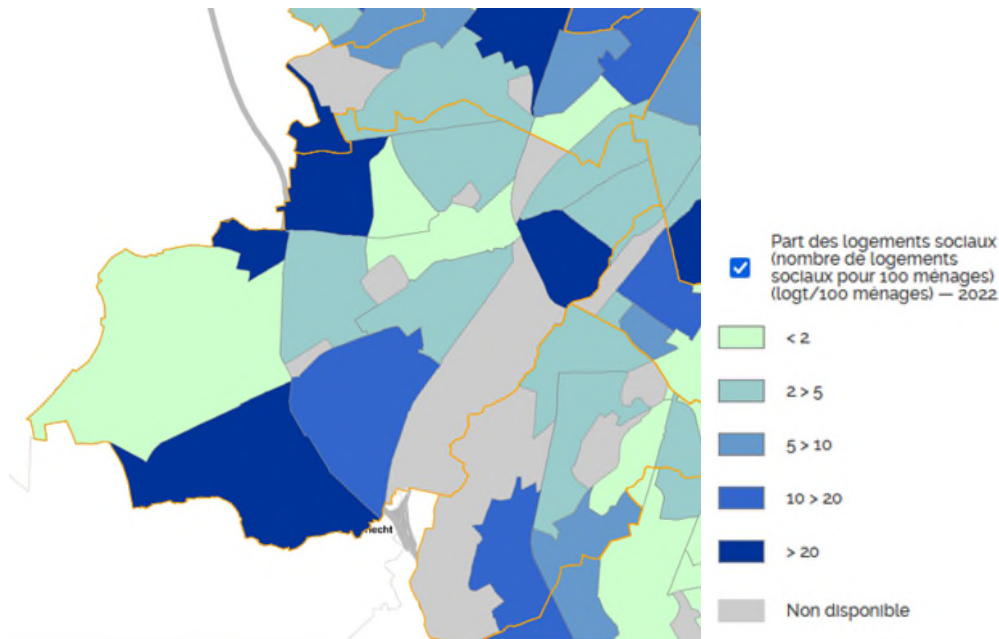 Part des logements sociaux
(nombre de logements
sociaux pour 100 ménages)
(logt/100 ménages) — 2022
< 2
2 > 5
5 > 10
10 > 20
> 20
Non disponible